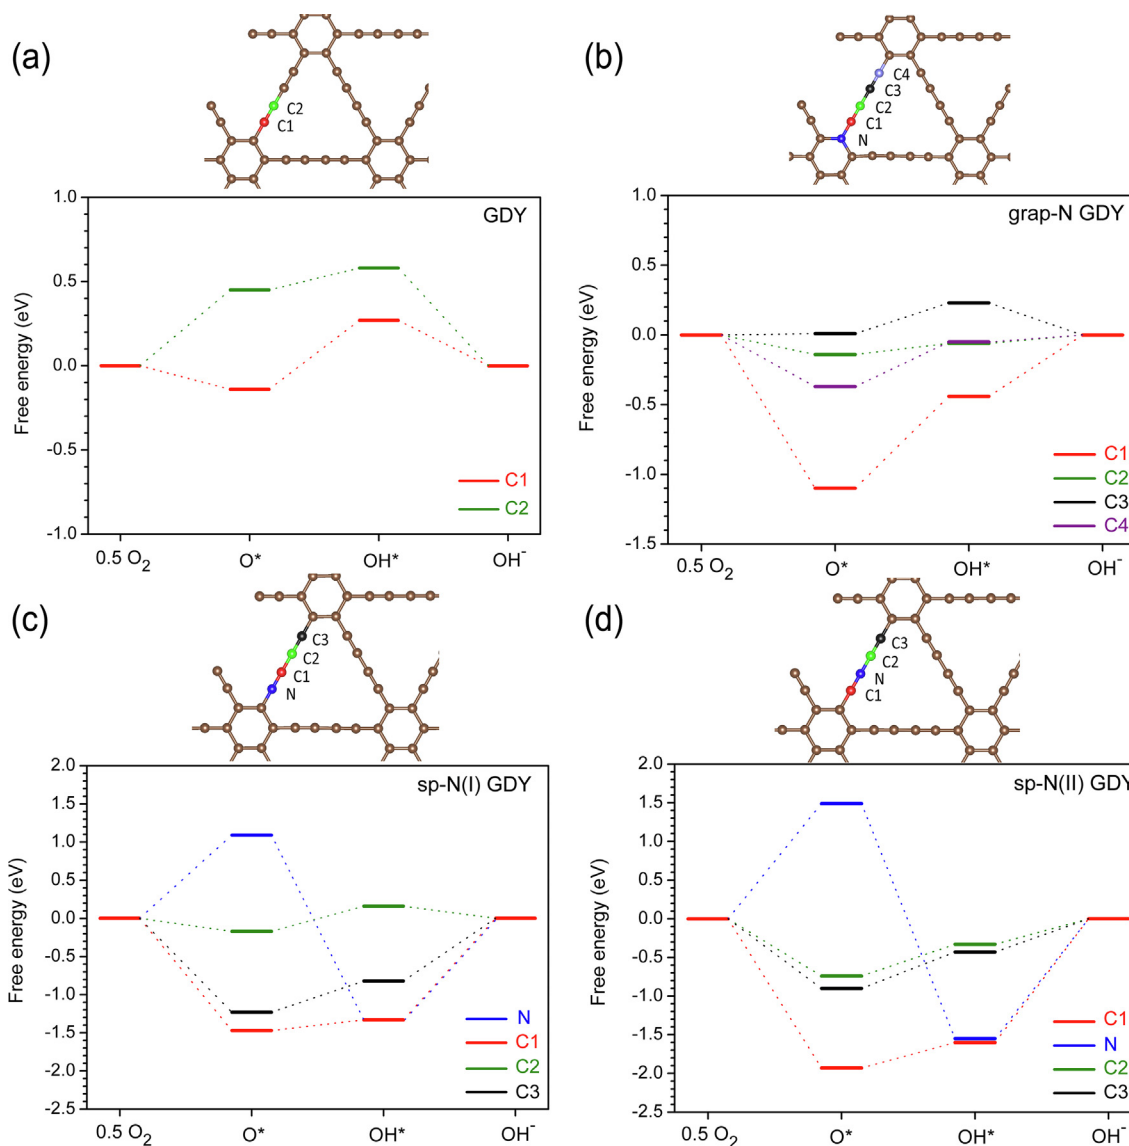 (a)
C2
C1
GDY
1.0
0.5
0.0
-0.5
-1.0
Free energy (eV)
C1
C2
0.5 O₂
O*
OH*
OH⁻
(b)
C4
C3
C2
C1
N
grap-N GDY
1.0
0.5
0.0
-0.5
-1.0
-1.5
Free energy (eV)
C1
C2
C3
C4
0.5 O₂
O*
OH*
OH⁻
(c)
C3
C2
C1
N
sp-N(I) GDY
2.0
1.5
1.0
0.5
0.0
-0.5
-1.0
-1.5
-2.0
-2.5
Free energy (eV)
N
C1
C2
C3
0.5 O₂
O*
OH*
OH⁻
(d)
C3
C2
N
C1
sp-N(II) GDY
2.0
1.5
1.0
0.5
0.0
-0.5
-1.0
-1.5
-2.0
-2.5
Free energy (eV)
C1
N
C2
C3
0.5 O₂
O*
OH*
OH⁻